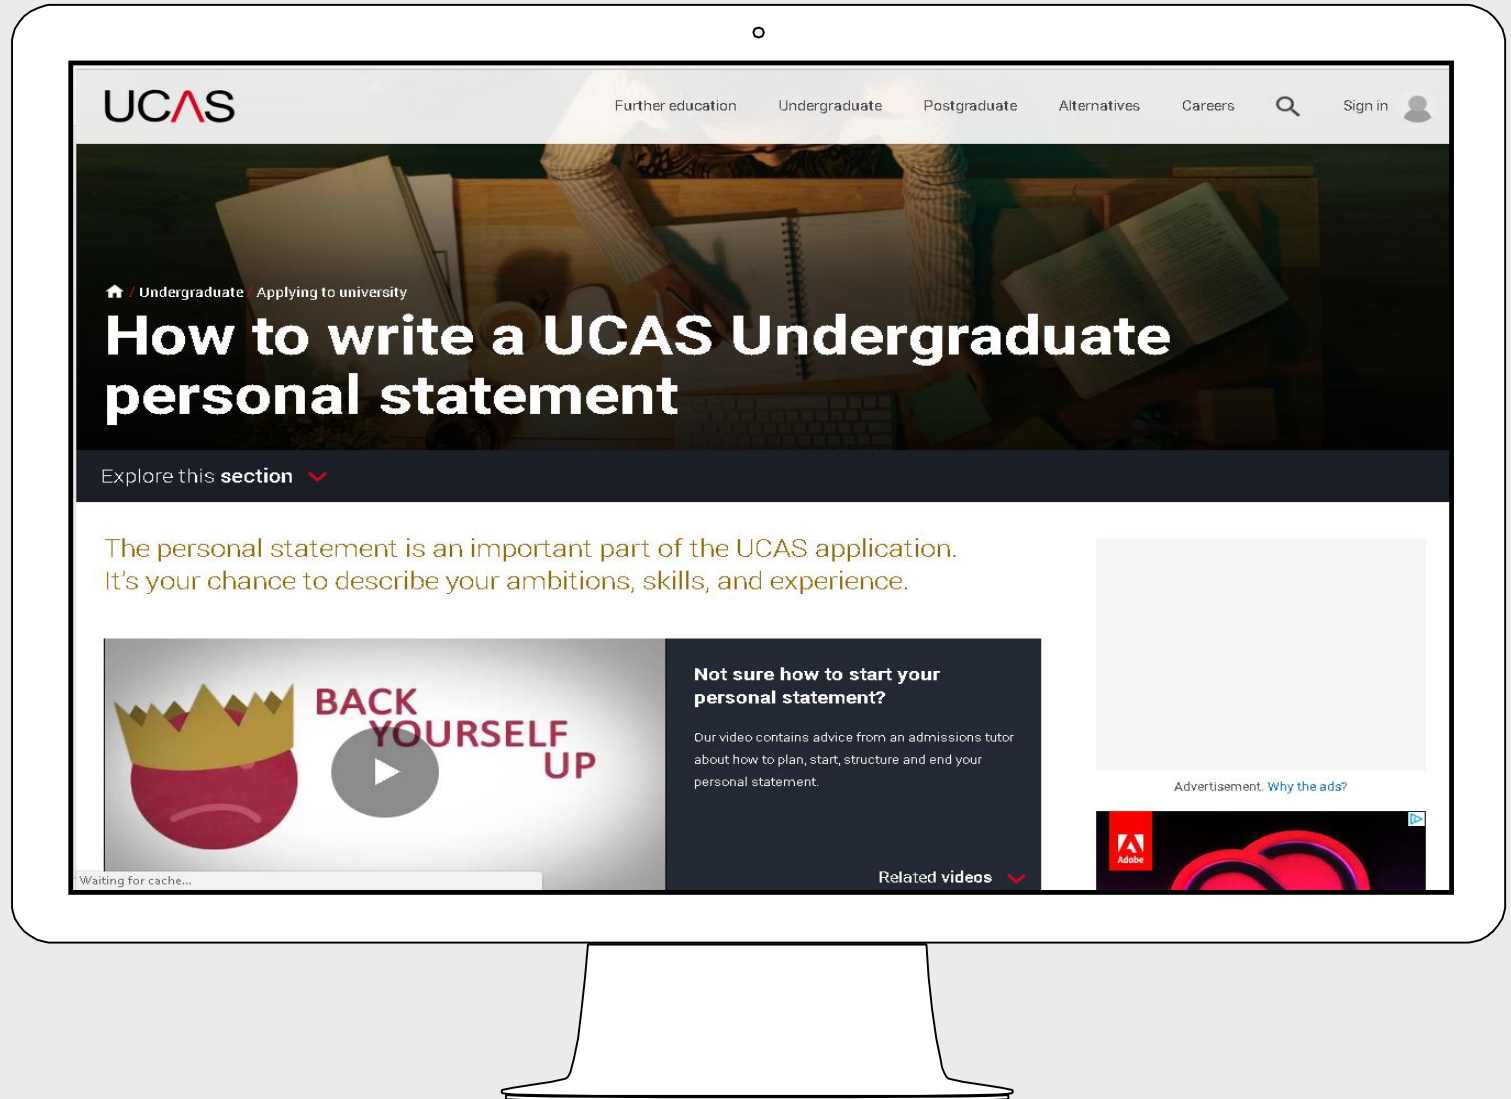 UCAS
Further education Undergraduate Postgraduate Alternatives Careers Sign in
/ Undergraduate / Applying to university
How to write a UCAS Undergraduate
personal statement
Explore this section
The personal statement is an important part of the UCAS application.
It's your chance to describe your ambitions, skills, and experience.
BACK
YOURSELF
UP
Not sure how to start your
personal statement?
Our video contains advice from an admissions tutor
about how to plan, start, structure and end your
personal statement.
Related videos
Advertisement. Why the ads?
Adobe
Waiting for cache...